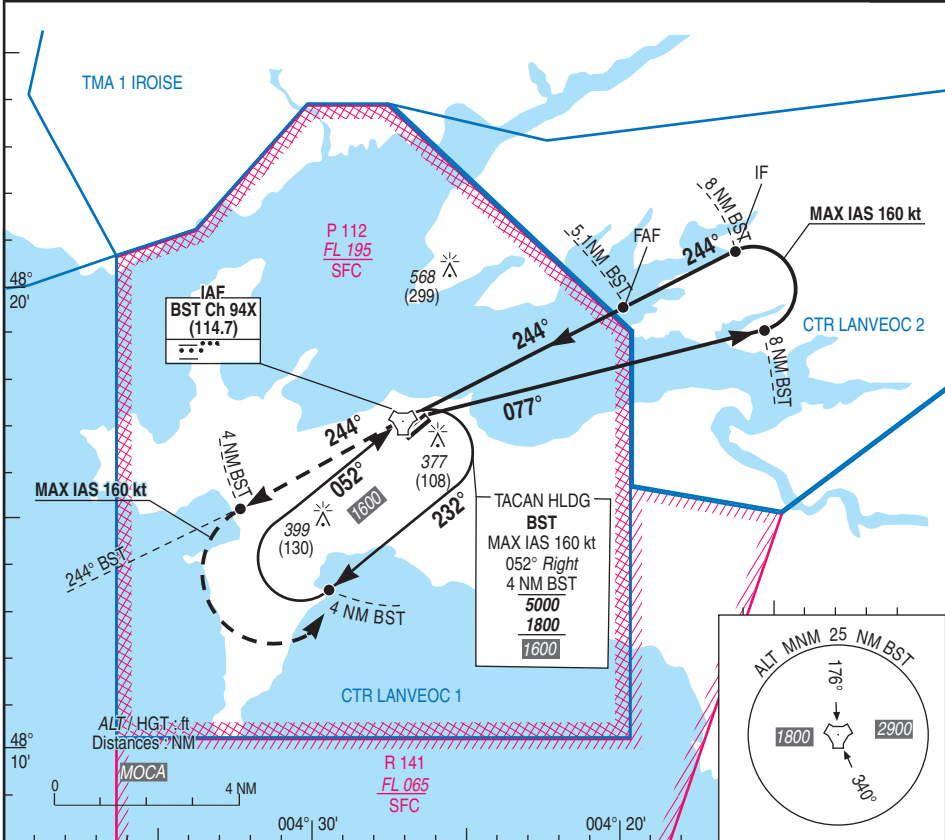 TMA 1 IROISE
IF
8 NM BST
MAX IAS 160 kt
P 112
FL 195
SFC
FAF
5.1NM BST
244°
568
(299)
48°
20'
IAF
BST Ch 94X
(114.7)
CTR LANVEOC 2
244°
8 NM BST
077°
244°
4 NM BST
052°
377
(108)
MAX IAS 160 kt
1600
232°
399
(130)
TACAN HLDG
BST
MAX IAS 160 kt
052° Right
4 NM BST
5000
1800
1600
244° BST
4 NM BST
ALT MNM 25 NM BST
176°
1800
2900
340°
CTR LANVEOC 1
ALT / HGT : ft
Distances : NM
48°
10'
MOCA
R 141
FL 065
SFC
0
4 NM
004° 30'
004° 20'